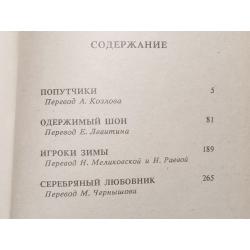 СОДЕРЖАНИЕ
ПОПУТЧИКИ 5
Перевод А. Козлова
ОДЕРЖИМЫЙ ШОН 81
Перевод Е. Левитина
ИГРОКИ ЗИМЫ 189
Перевод Н. Меликовской и Н. Раевой
СЕРЕБРЯНЫЙ ЛЮБОВНИК 265
Перевод М. Чернышова